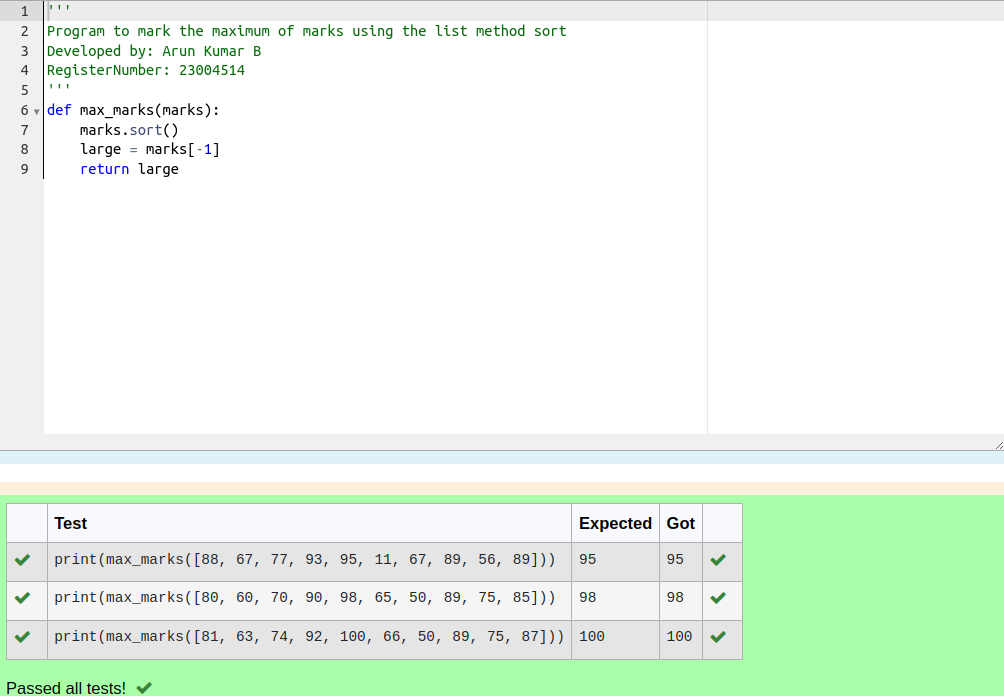 1 '''
2 Program to mark the maximum of marks using the list method sort
3 Developed by: Arun Kumar B
4 RegisterNumber: 23004514
5 '''
6 def max_marks(marks):
7     marks.sort()
8     large = marks[-1]
9     return large
Test Expected Got
print(max_marks([88, 67, 77, 93, 95, 11, 67, 89, 56, 89])) 95 95
print(max_marks([80, 60, 70, 90, 98, 65, 50, 89, 75, 85])) 98 98
print(max_marks([81, 63, 74, 92, 100, 66, 50, 89, 75, 87])) 100 100
Passed all tests!